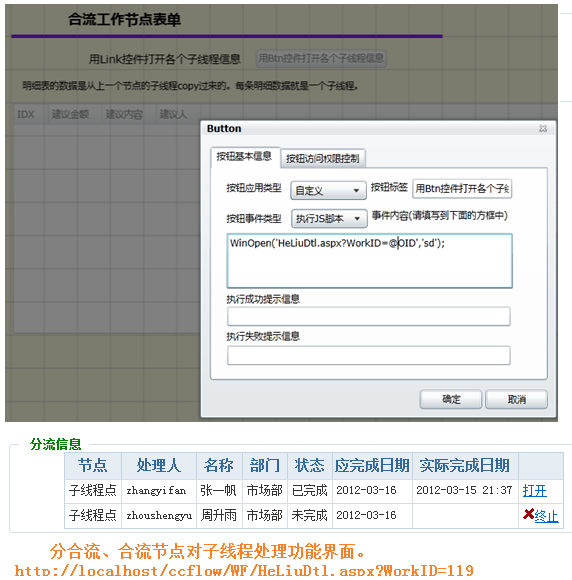 合流工作节点表单
用Link控件打开各个子线程信息 用Btn控件打开各个子线程信息
明细表的数据是从上一个节点的子线程copy过来的。每条明细数据就是一个子线程。
IDX 建议金额 建议内容 建议人
Button
按钮基本信息 按钮访问权限控制
按钮应用类型 自定义 按钮标签 用Btn控件打开各个子纟
按钮事件类型 执行JS脚本 事件内容(请填写到下面的方框中)
WinOpen('HeLiuDtl.aspx?WorkID=@OID','sd');
执行成功提示信息
执行失败提示信息
确定 取消
分流信息
节点 处理人 名称 部门 状态 应完成日期 实际完成日期
子线程点 zhangyifan 张一帆 市场部 已完成 2012-03-16 2012-03-15 21:37 打开
子线程点 zhoushengyu 周升雨 市场部 未完成 2012-03-16 终止
分合流、合流节点对子线程处理功能界面。
http://localhost/ccflow/WF/HeLiuDtl.aspx?WorkID=119